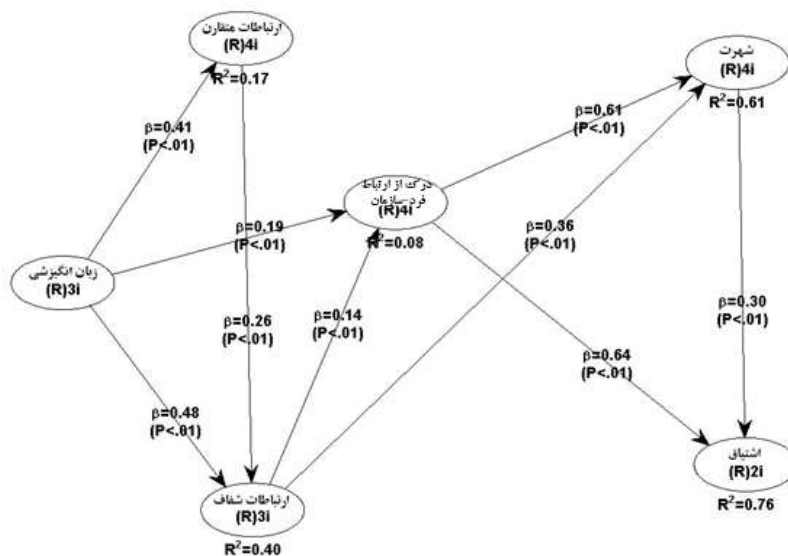 ارتباطات متقارن
(R)4i
R²=0.17
شهرت
(R)4i
R²=0.61
β=0.41
(P<.01)
β=0.61
(P<.01)
درک از ارتباط
فرد-سازمان
(R)4i
R²=0.08
β=0.19
(P<.01)
β=0.36
(P<.01)
زبان انگیزشی
(R)3i
β=0.26
(P<.01)
β=0.14
(P<.01)
β=0.30
(P<.01)
β=0.64
(P<.01)
β=0.48
(P<.01)
اشتیاق
(R)2i
R²=0.76
ارتباطات شفاف
(R)3i
R²=0.40